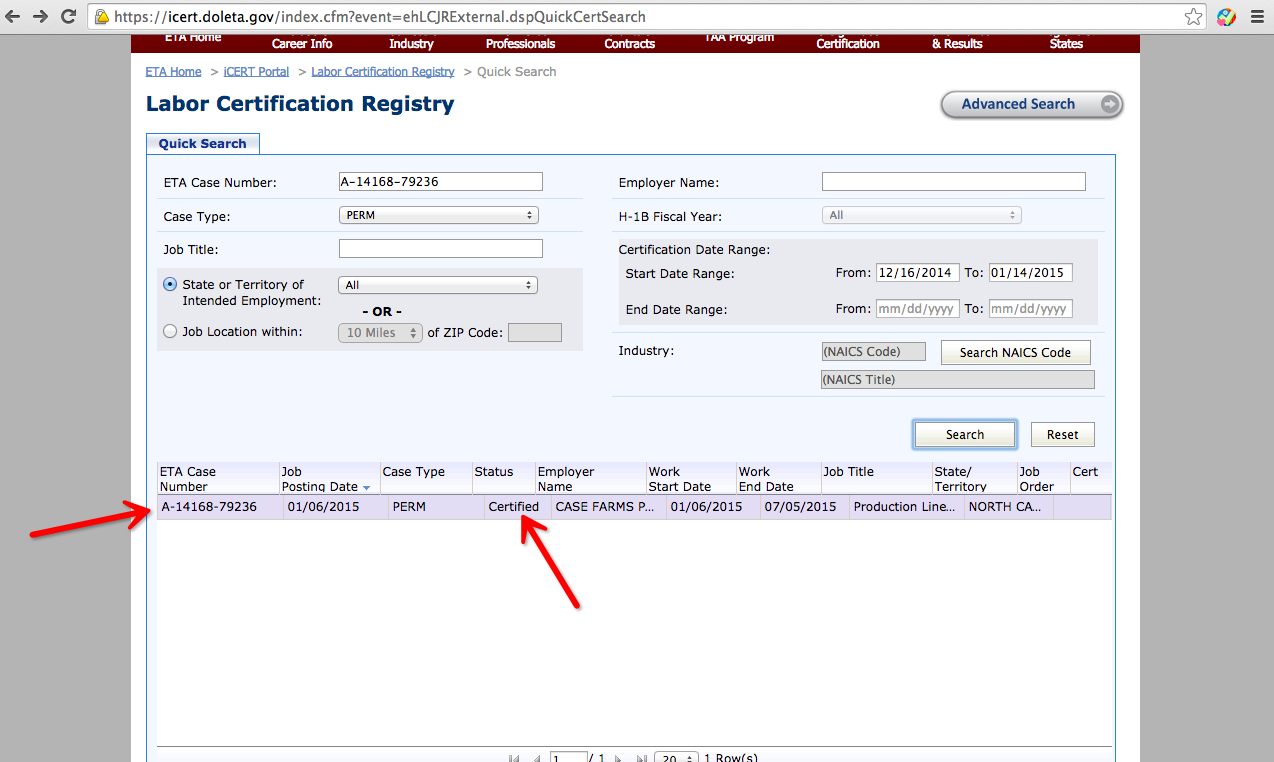 https://icert.doleta.gov/index.cfm?event=ehLCJRExternal.dspQuickCertSearch
ETA Home
Career Info
Industry
Professionals
Contracts
TAA Program
Certification
& Results
States
ETA Home > iCERT Portal > Labor Certification Registry > Quick Search
Labor Certification Registry
Advanced Search
Quick Search
ETA Case Number: A-14168-79236
Employer Name:
Case Type: PERM
H-1B Fiscal Year: All
Job Title:
Certification Date Range:
Start Date Range: From: 12/16/2014 To: 01/14/2015
State or Territory of
Intended Employment: All
- OR -
End Date Range: From: mm/dd/yyyy To: mm/dd/yyyy
Job Location within: 10 Miles of ZIP Code:
Industry: (NAICS Code) Search NAICS Code
(NAICS Title)
Search Reset
ETA Case Job Case Type Status Employer Work Work Job Title State/ Job Cert
Number Posting Date Name Start Date End Date Territory Order
A-14168-79236 01/06/2015 PERM Certified CASE FARMS P... 01/06/2015 07/05/2015 Production Line... NORTH CA...
1 / 1 20 1 Row(s)